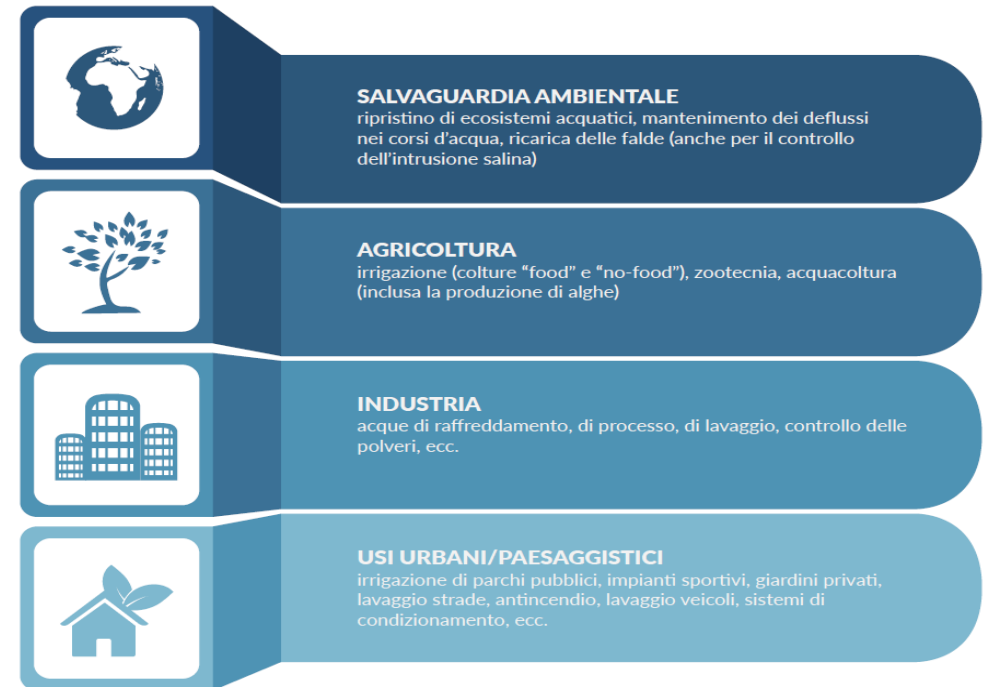 SALVAGUARDIA AMBIENTALE
ripristino di ecosistemi acquatici, mantenimento dei deflussi
nei corsi d'acqua, ricarica delle falde (anche per il controllo
dell'intrusione salina)
AGRICOLTURA
irrigazione (colture “food” e “no-food”), zootecnia, acquacoltura
(inclusa la produzione di alghe)
INDUSTRIA
acque di raffreddamento, di processo, di lavaggio, controllo delle
polveri, ecc.
USI URBANI/PAESAGGISTICI
irrigazione di parchi pubblici, impianti sportivi, giardini privati,
lavaggio strade, antincendio, lavaggio veicoli, sistemi di
condizionamento, ecc.